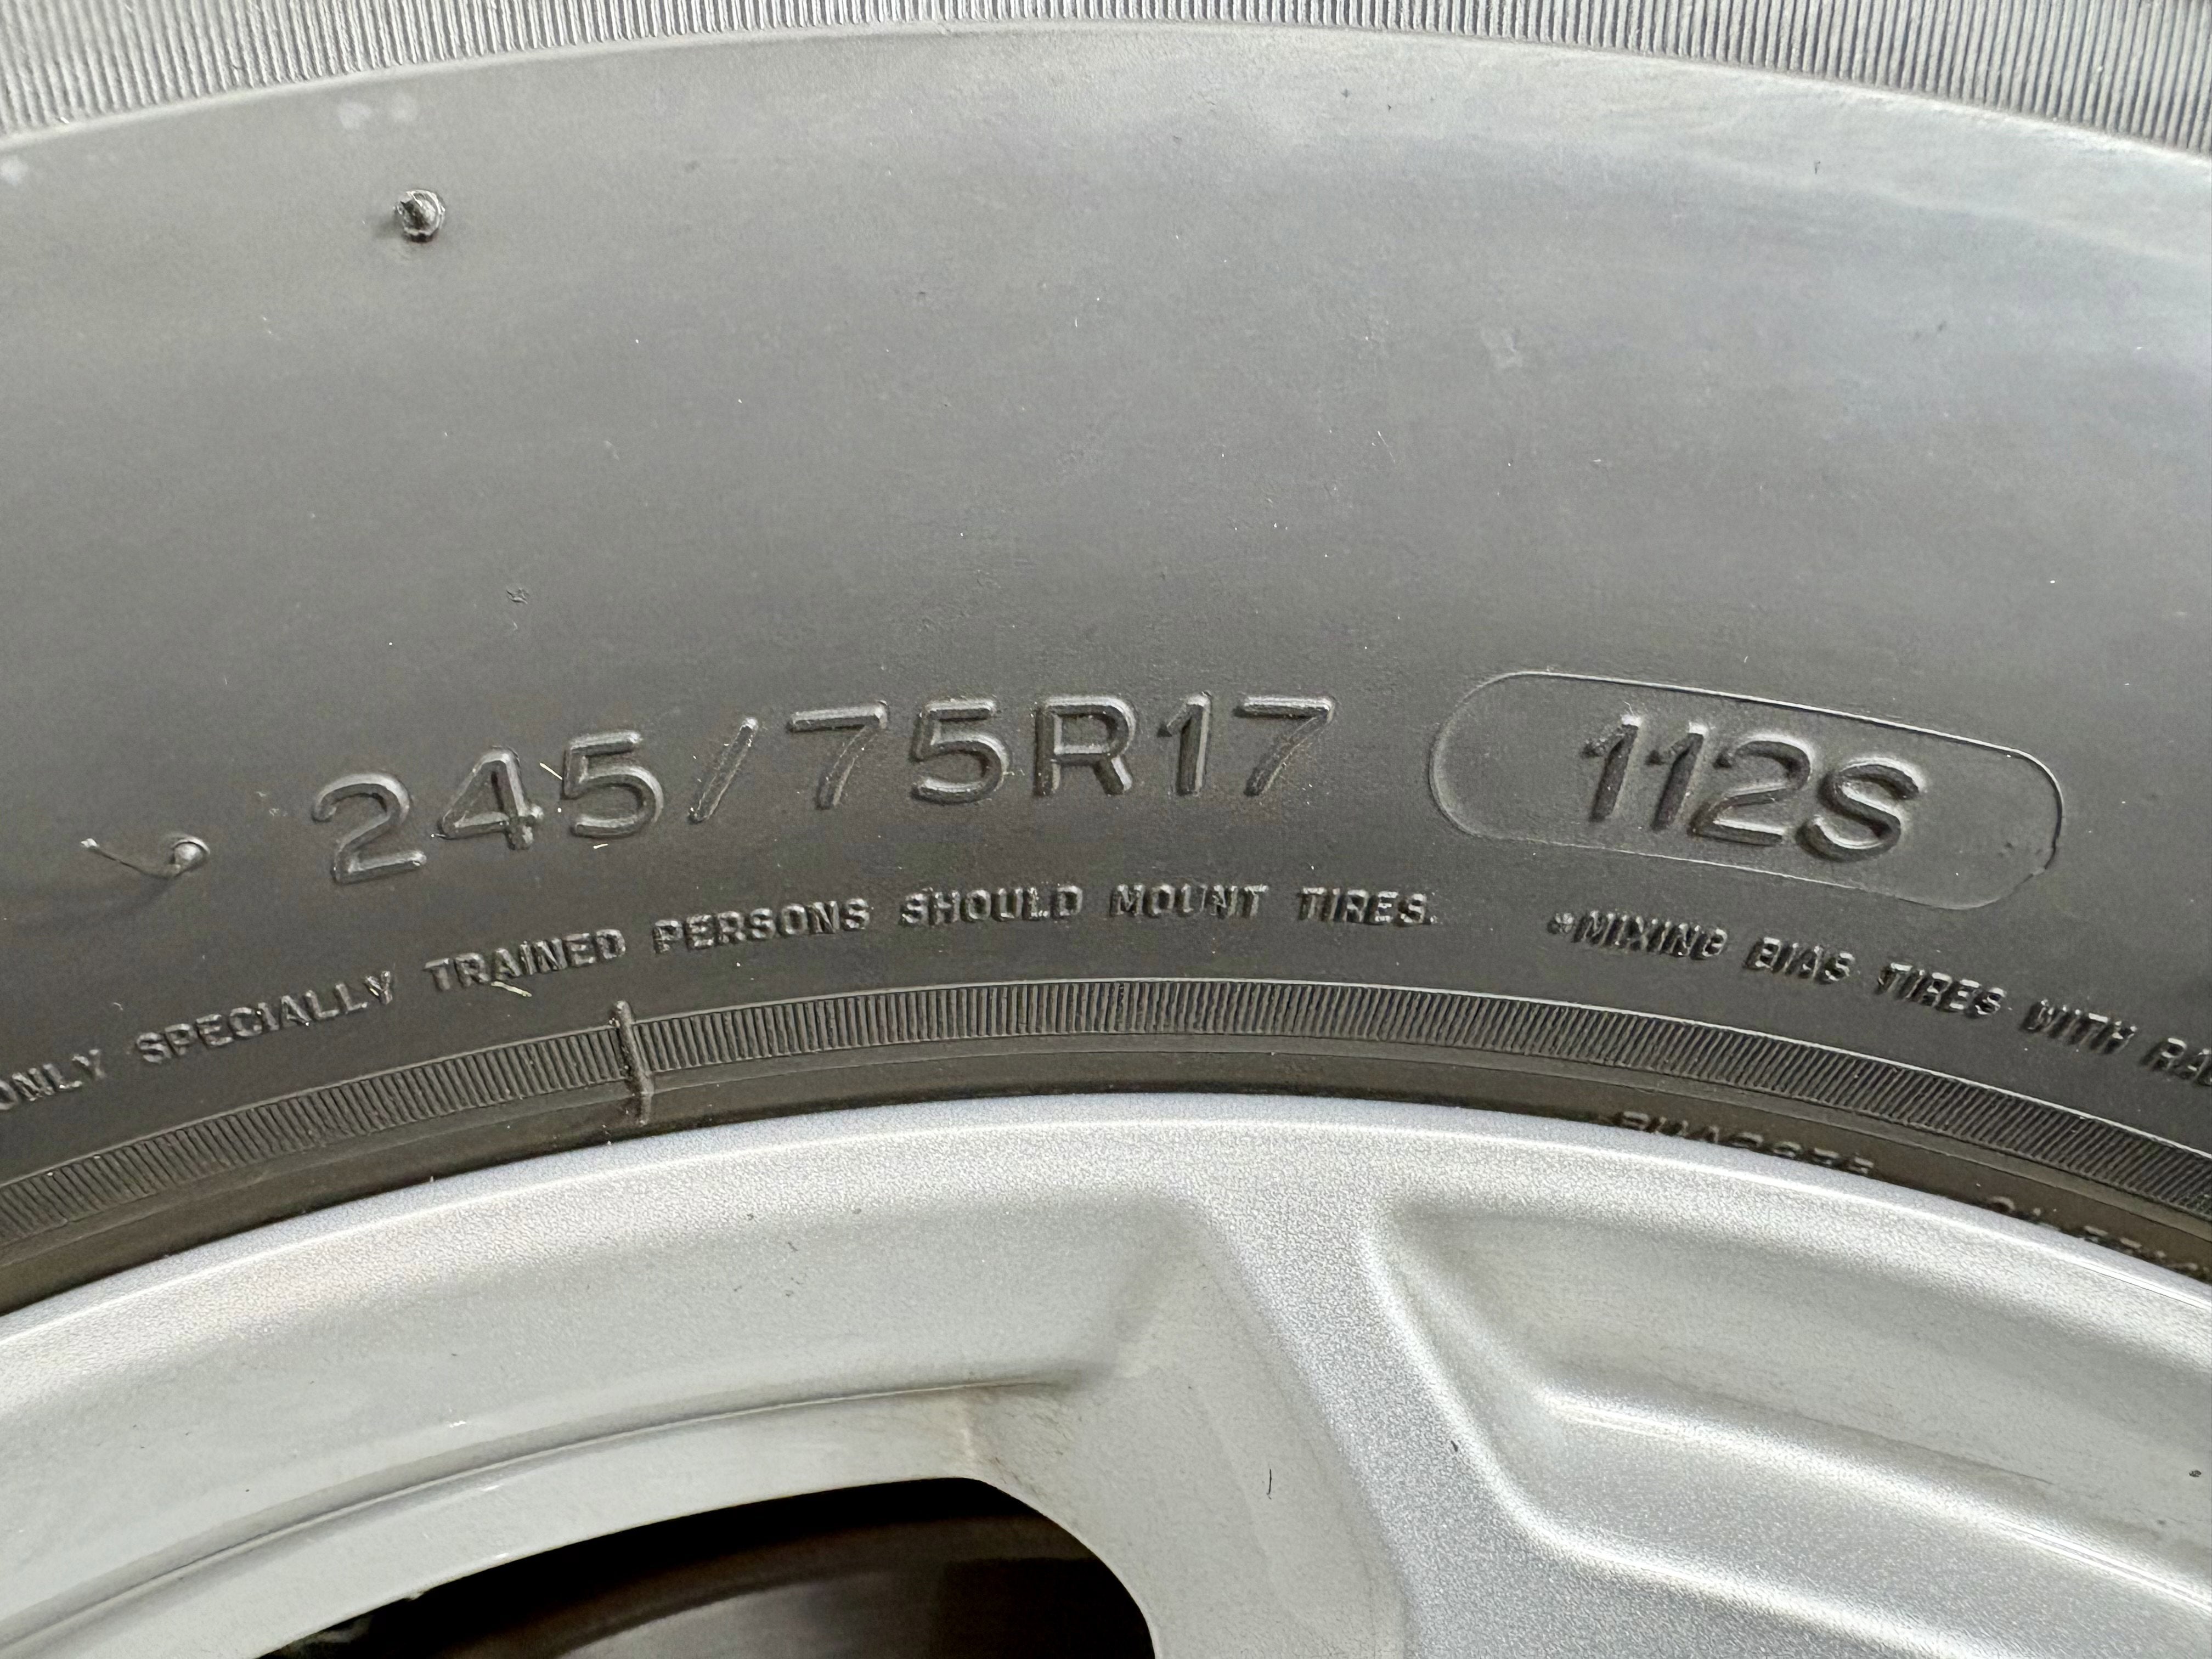 245/75R17 112S
ONLY SPECIALLY TRAINED PERSONS SHOULD MOUNT TIRES. •MIXING BIAS TIRES WITH